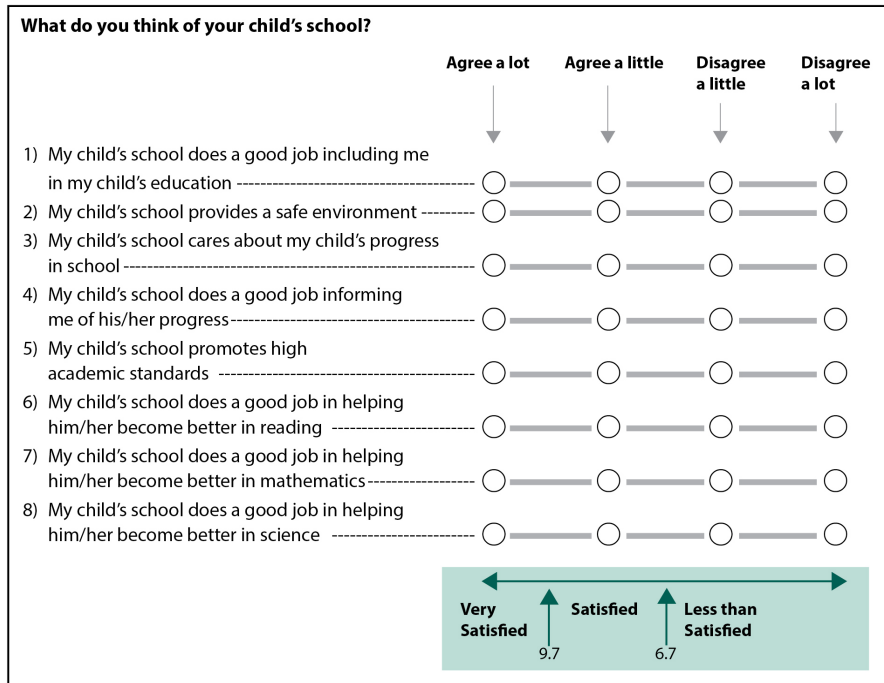 What do you think of your child’s school?
Agree a lot
Agree a little
Disagree
a little
Disagree
a lot
1) My child’s school does a good job including me
in my child’s education
2) My child’s school provides a safe environment
3) My child’s school cares about my child’s progress
in school
4) My child’s school does a good job informing
me of his/her progress
5) My child’s school promotes high
academic standards
6) My child’s school does a good job in helping
him/her become better in reading
7) My child’s school does a good job in helping
him/her become better in mathematics
8) My child’s school does a good job in helping
him/her become better in science
Very
Satisfied
Satisfied
Less than
Satisfied
9.7
6.7